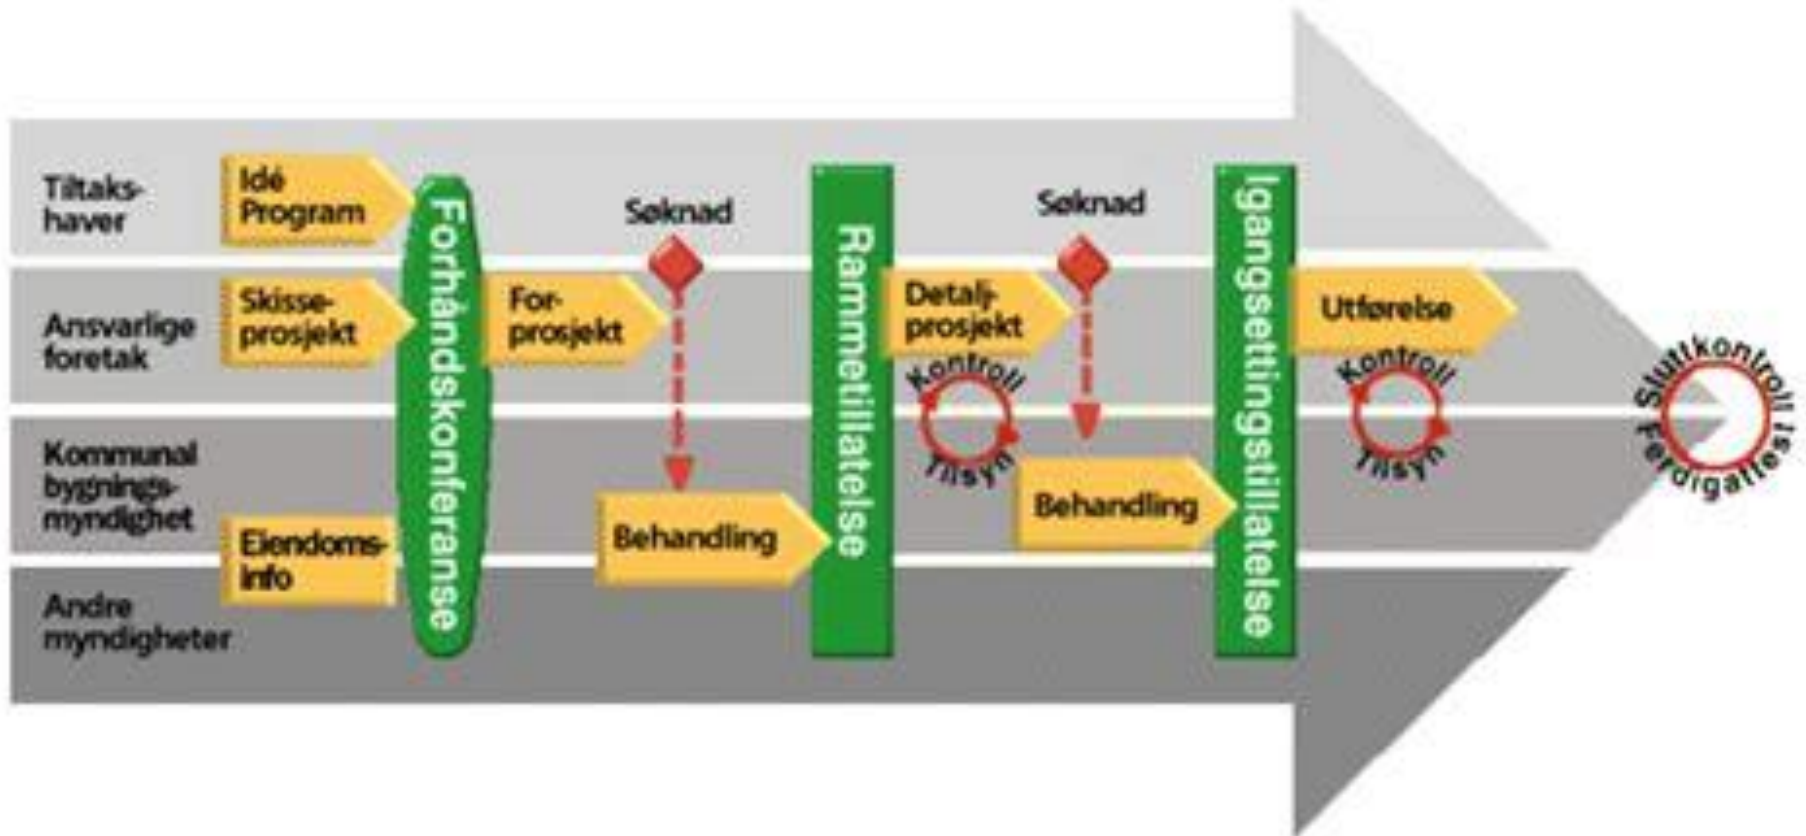 Tiltaks-
haver
Idé
Program
Søknad
Søknad
Ansvarlige
foretak
Skisse-
prosjekt
Forhåndskonferanse
For-
prosjekt
Rammetillatelse
Detalj-
prosjekt
Kontroll
Tilsyn
Igangsettingstillatelse
Utførelse
Kontroll
Tilsyn
Sluttkontroll
Ferdigattest
Kommunal
bygnings-
myndighet
Eiendoms-
info
Behandling
Behandling
Andre
myndigheter